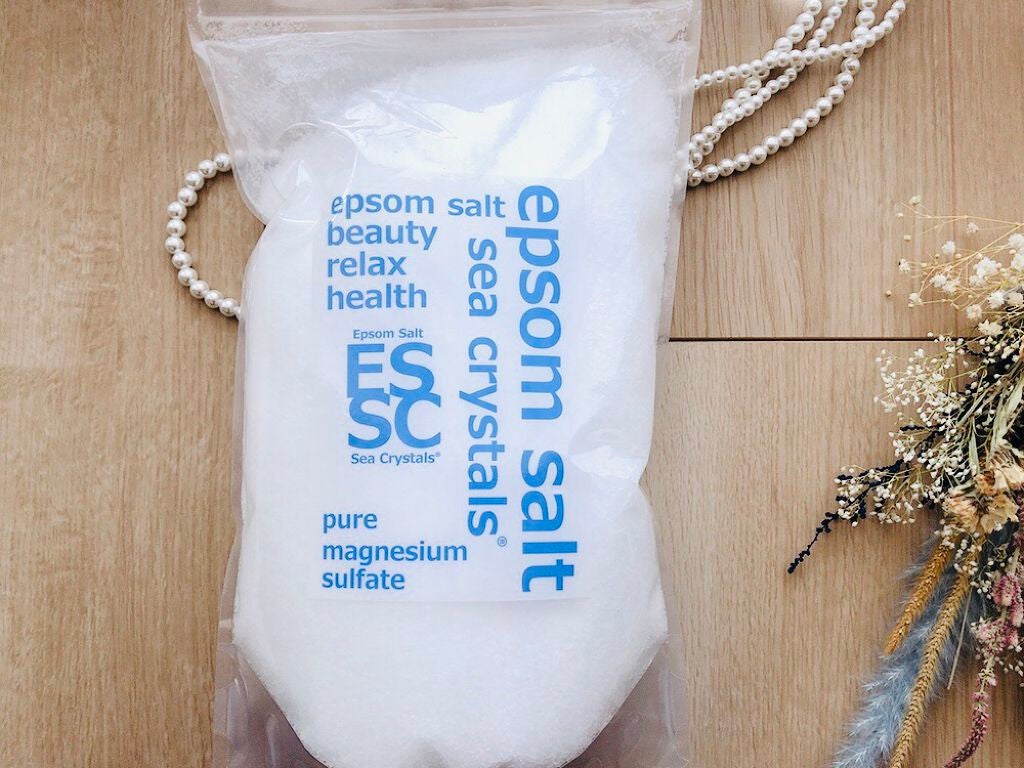 epsom salt
beauty
relax
health
Epsom Salt
ES
SC
Sea Crystals®
pure
magnesium
sulfate
epsom salt
sea crystals®